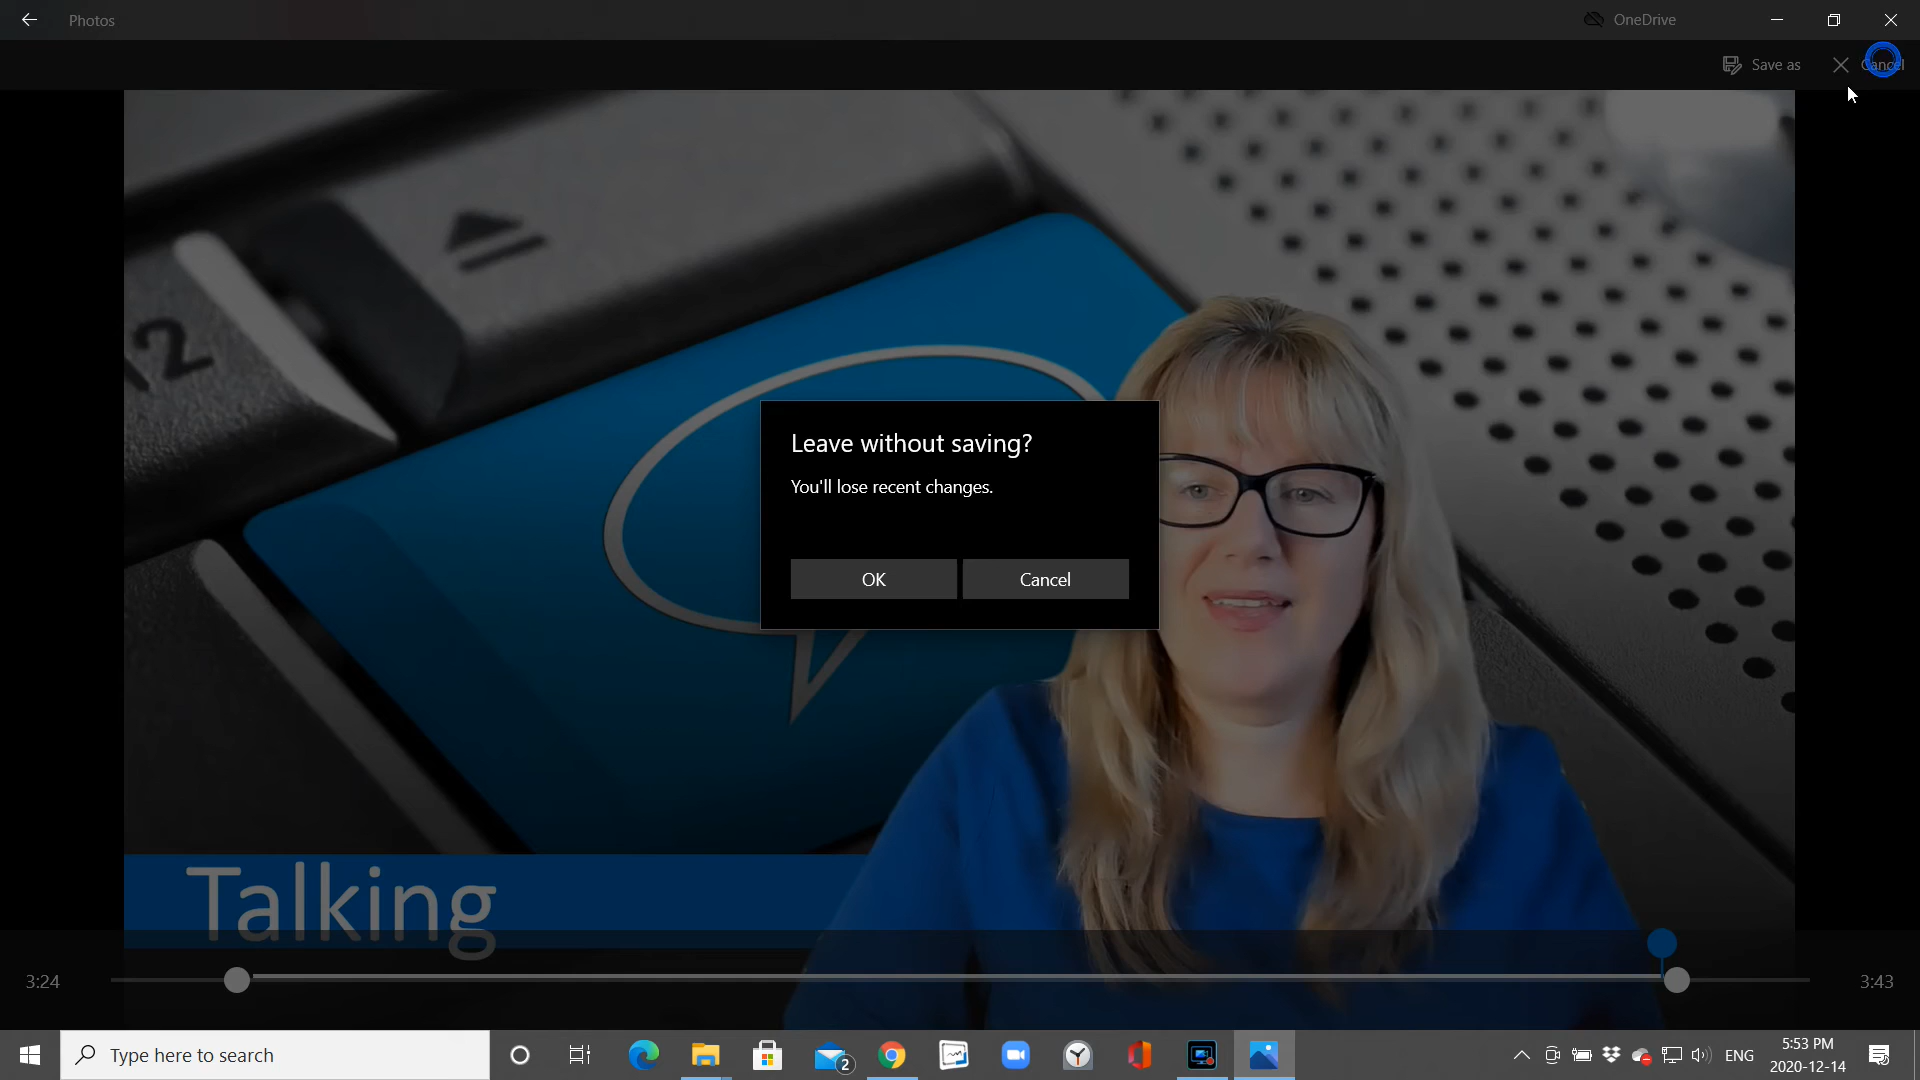 Photos
OneDrive
Save as
Cancel
12
Leave without saving?
You'll lose recent changes.
OK
Cancel
Talking
3:24
3:43
Type here to search
2
ENG
5:53 PM
2020-12-14